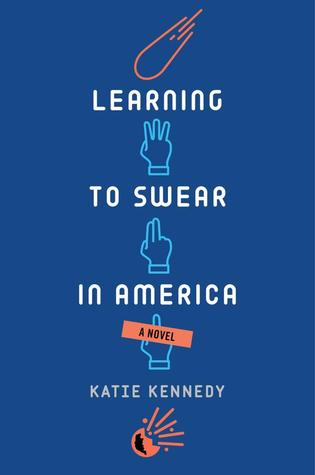 LEARNING
TO SWEAR
IN AMERICA
A NOVEL
KATIE KENNEDY